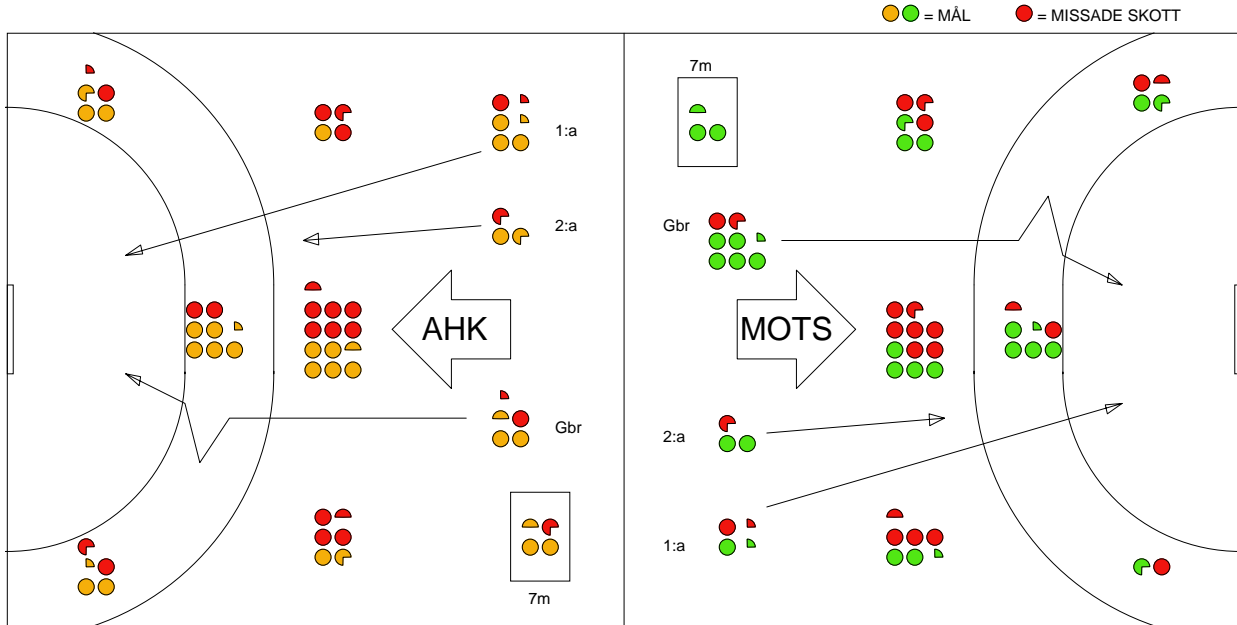 = MÅL
= MISSADE SKOTT
7m
1:a
2:a
Gbr
AHK
MOTS
Gbr
2:a
1:a
7m